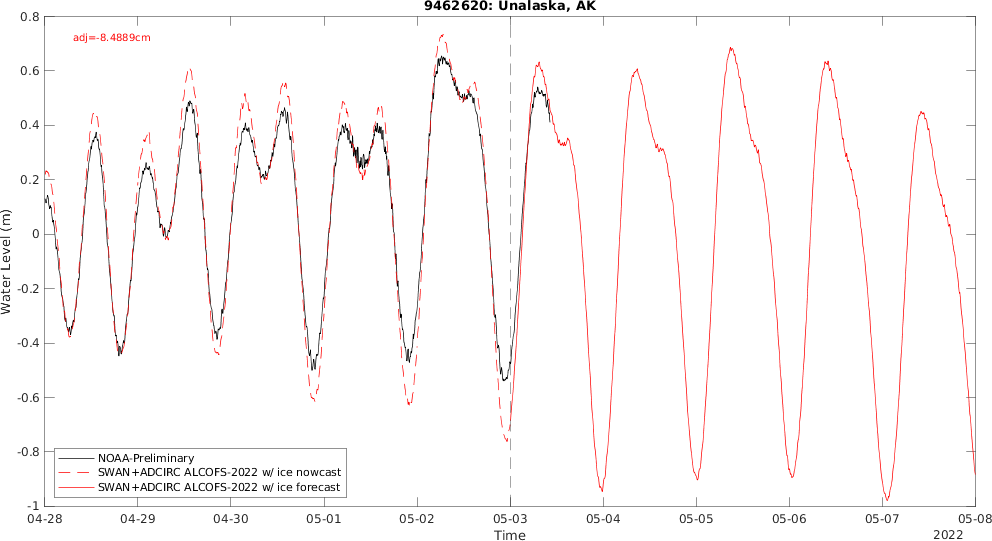 9462620: Unalaska, AK
adj=-8.4889cm
0.8
0.6
0.4
0.2
0
-0.2
-0.4
-0.6
-0.8
-1
Water Level (m)
NOAA-Preliminary
SWAN+ADCIRC ALCOFS-2022 w/ ice nowcast
SWAN+ADCIRC ALCOFS-2022 w/ ice forecast
04-28 04-29 04-30 05-01 05-02 05-03 05-04 05-05 05-06 05-07 05-08
Time
2022